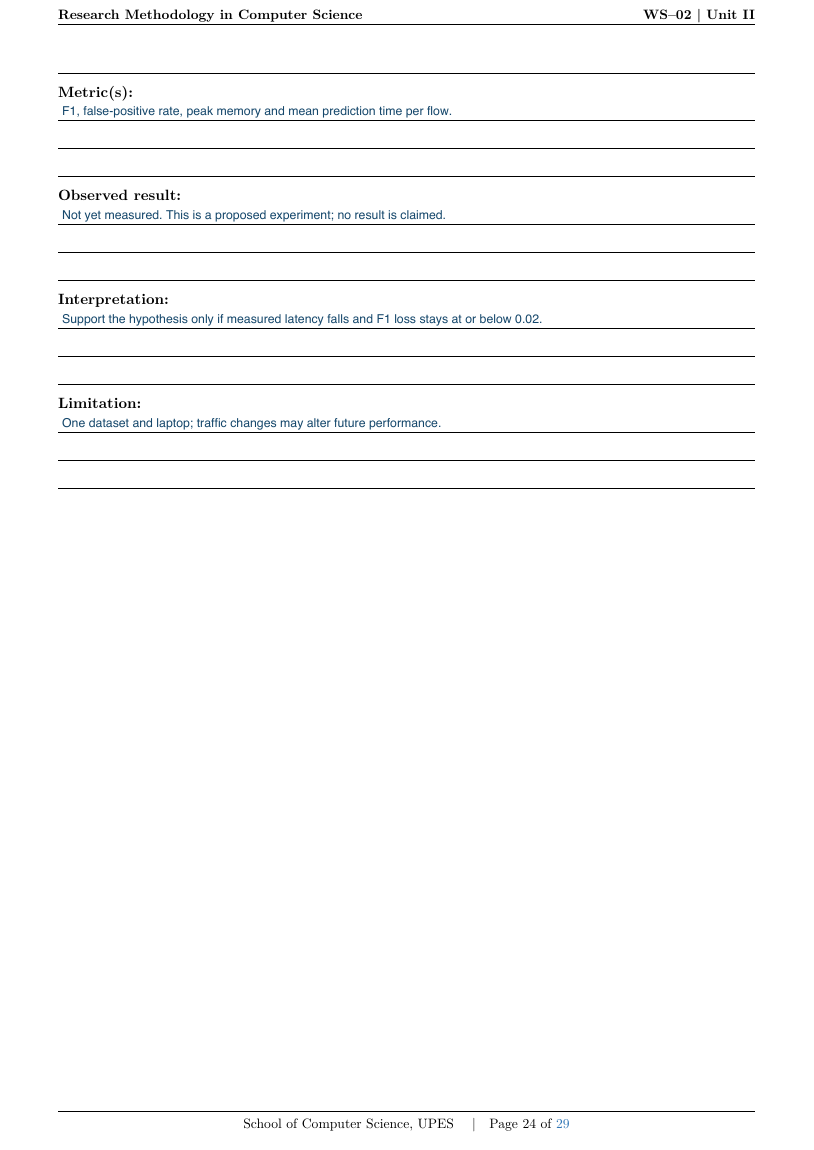 Research Methodology in Computer Science WS–02 | Unit II
Metric(s):
F1, false-positive rate, peak memory and mean prediction time per flow.
Observed result:
Not yet measured. This is a proposed experiment; no result is claimed.
Interpretation:
Support the hypothesis only if measured latency falls and F1 loss stays at or below 0.02.
Limitation:
One dataset and laptop; traffic changes may alter future performance.
School of Computer Science, UPES | Page 24 of 29